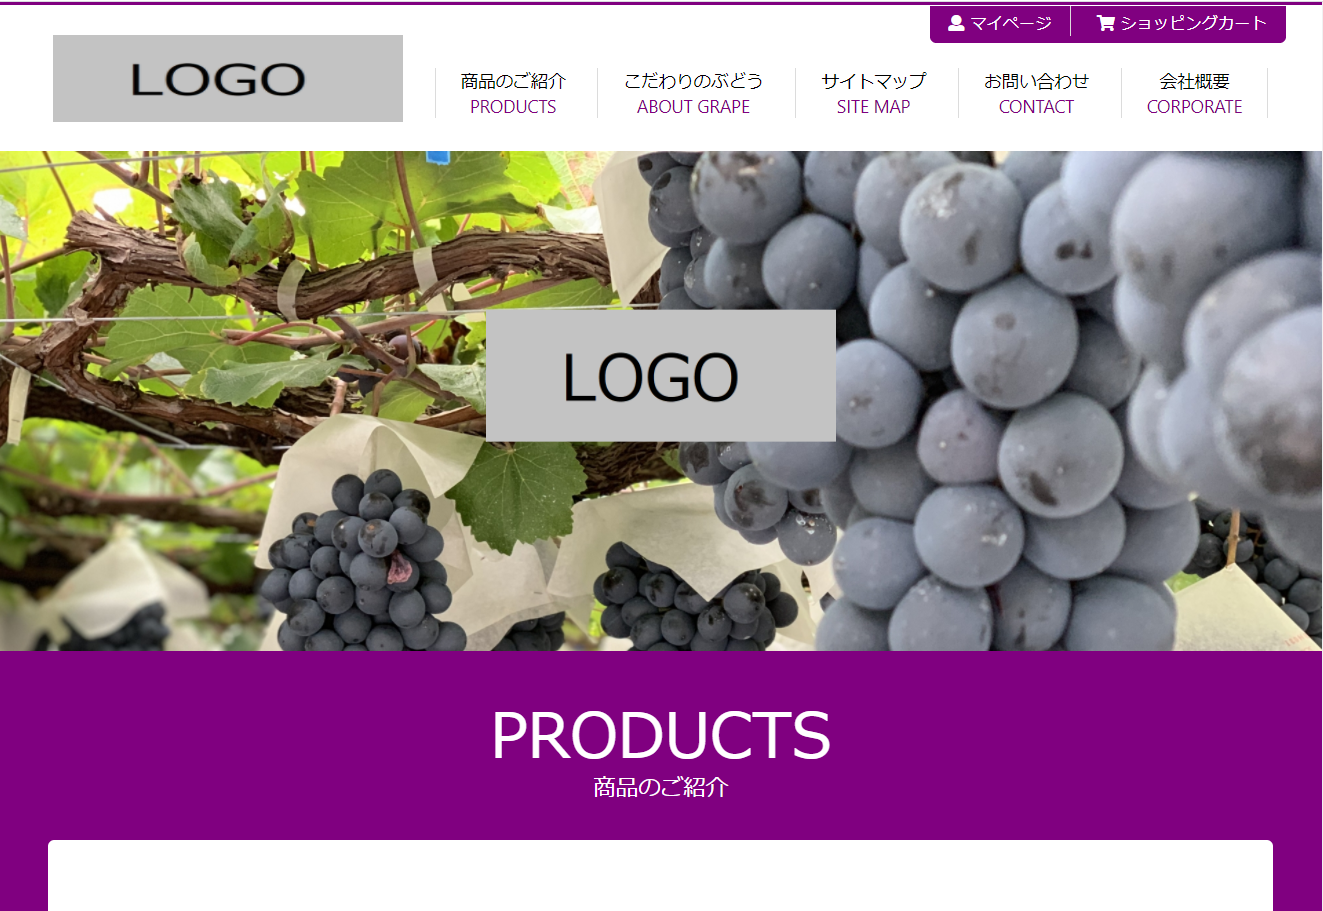 マイページ
ショッピングカート
LOGO
商品のご紹介
PRODUCTS
こだわりのぶどう
ABOUT GRAPE
サイトマップ
SITE MAP
お問い合わせ
CONTACT
会社概要
CORPORATE
LOGO
PRODUCTS
商品のご紹介